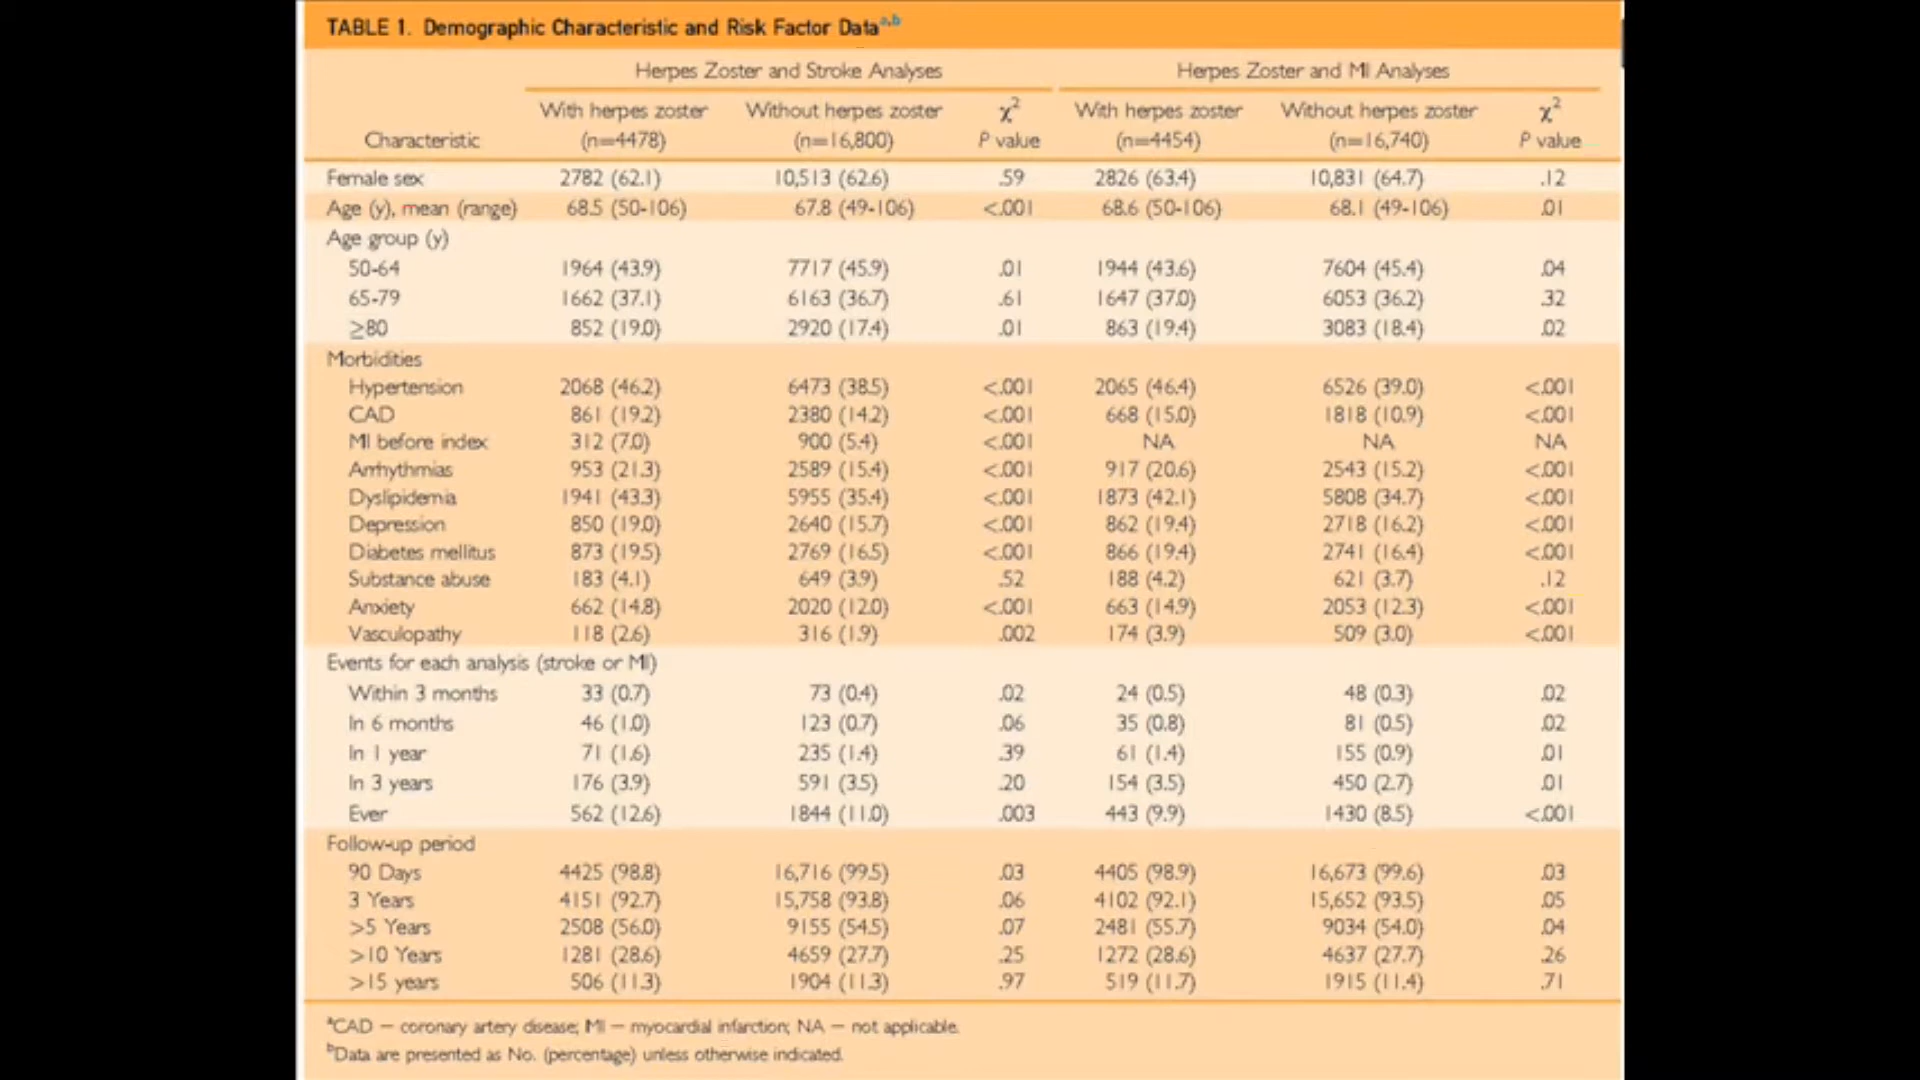 TABLE 1. Demographic Characteristic and Risk Factor Data a,b
Herpes Zoster and Stroke Analyses Herpes Zoster and MI Analyses
With herpes zoster Without herpes zoster χ2 With herpes zoster Without herpes zoster χ2
Characteristic (n=4478) (n=16,800) P value (n=4454) (n=16,740) P value
Female sex 2782 (62.1) 10,513 (62.6) .59 2826 (63.4) 10,831 (64.7) .12
Age (y), mean (range) 68.5 (50-106) 67.8 (49-106) <.001 68.6 (50-106) 68.1 (49-106) .01
Age group (y)
50-64 1964 (43.9) 7717 (45.9) .01 1944 (43.6) 7604 (45.4) .04
65-79 1662 (37.1) 6163 (36.7) .61 1647 (37.0) 6053 (36.2) .32
≥80 852 (19.0) 2920 (17.4) .01 863 (19.4) 3083 (18.4) .02
Morbidities
Hypertension 2068 (46.2) 6473 (38.5) <.001 2065 (46.4) 6526 (39.0) <.001
CAD 861 (19.2) 2380 (14.2) <.001 668 (15.0) 1818 (10.9) <.001
MI before index 312 (7.0) 900 (5.4) <.001 NA NA NA
Arrhythmias 953 (21.3) 2589 (15.4) <.001 917 (20.6) 2543 (15.2) <.001
Dyslipidemia 1941 (43.3) 5955 (35.4) <.001 1873 (42.1) 5808 (34.7) <.001
Depression 850 (19.0) 2640 (15.7) <.001 862 (19.4) 2718 (16.2) <.001
Diabetes mellitus 873 (19.5) 2769 (16.5) <.001 866 (19.4) 2741 (16.4) <.001
Substance abuse 183 (4.1) 649 (3.9) .52 188 (4.2) 621 (3.7) .12
Anxiety 662 (14.8) 2020 (12.0) <.001 663 (14.9) 2053 (12.3) <.001
Vasculopathy 118 (2.6) 316 (1.9) .002 174 (3.9) 509 (3.0) <.001
Events for each analysis (stroke or MI)
Within 3 months 33 (0.7) 73 (0.4) .02 24 (0.5) 48 (0.3) .02
In 6 months 46 (1.0) 123 (0.7) .06 35 (0.8) 81 (0.5) .02
In 1 year 71 (1.6) 235 (1.4) .39 61 (1.4) 155 (0.9) .01
In 3 years 176 (3.9) 591 (3.5) .20 154 (3.5) 450 (2.7) .01
Ever 562 (12.6) 1844 (11.0) .003 443 (9.9) 1430 (8.5) <.001
Follow-up period
90 Days 4425 (98.8) 16,716 (99.5) .03 4405 (98.9) 16,673 (99.6) .03
3 Years 4151 (92.7) 15,758 (93.8) .06 4102 (92.1) 15,652 (93.5) .05
>5 Years 2508 (56.0) 9155 (54.5) .07 2481 (55.7) 9034 (54.0) .04
>10 Years 1281 (28.6) 4659 (27.7) .25 1272 (28.6) 4637 (27.7) .26
>15 years 506 (11.3) 1904 (11.3) .97 519 (11.7) 1915 (11.4) .71
aCAD = coronary artery disease; MI = myocardial infarction; NA = not applicable.
bData are presented as No. (percentage) unless otherwise indicated.